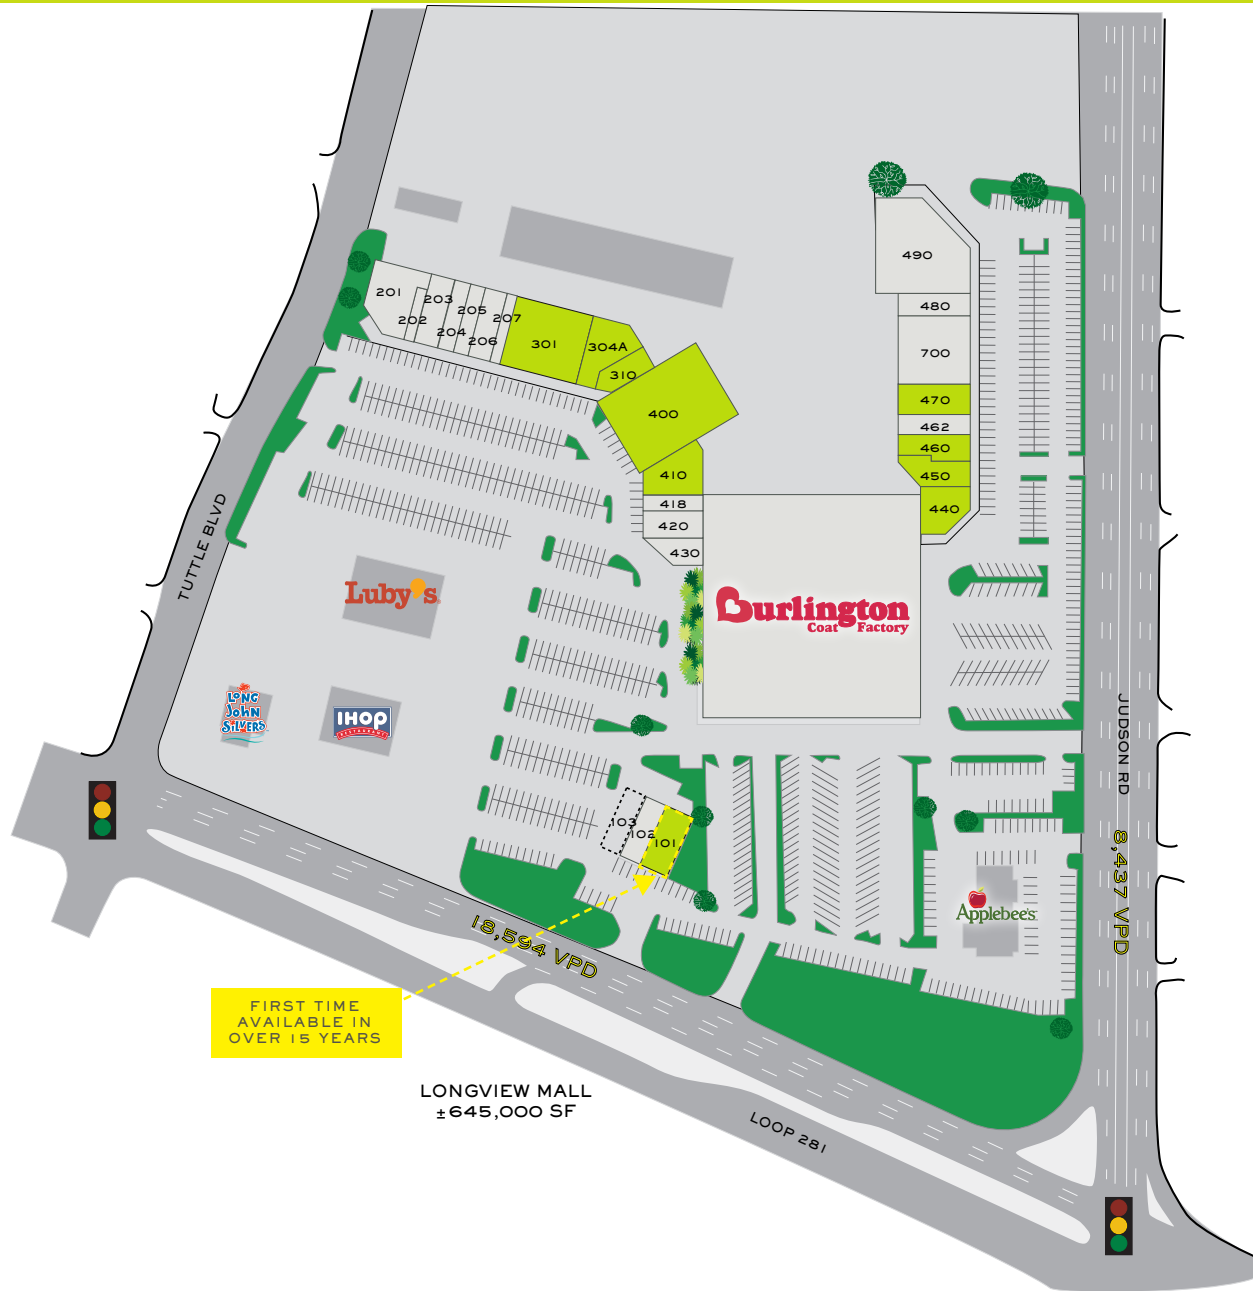 490
480
700
470
462
460
450
440
201
203
202
205
204
207
206
301
304A
310
400
410
418
420
430
TUTTLE BLVD
Luby's
Burlington
Coat Factory
LONG
JOHN
SILVERS
IHOP
RESTAURANT
JUDSON RD
8,437 VPD
103
102
101
Applebee's
18,594 VPD
FIRST TIME
AVAILABLE IN
OVER 15 YEARS
LONGVIEW MALL
±645,000 SF
LOOP 281